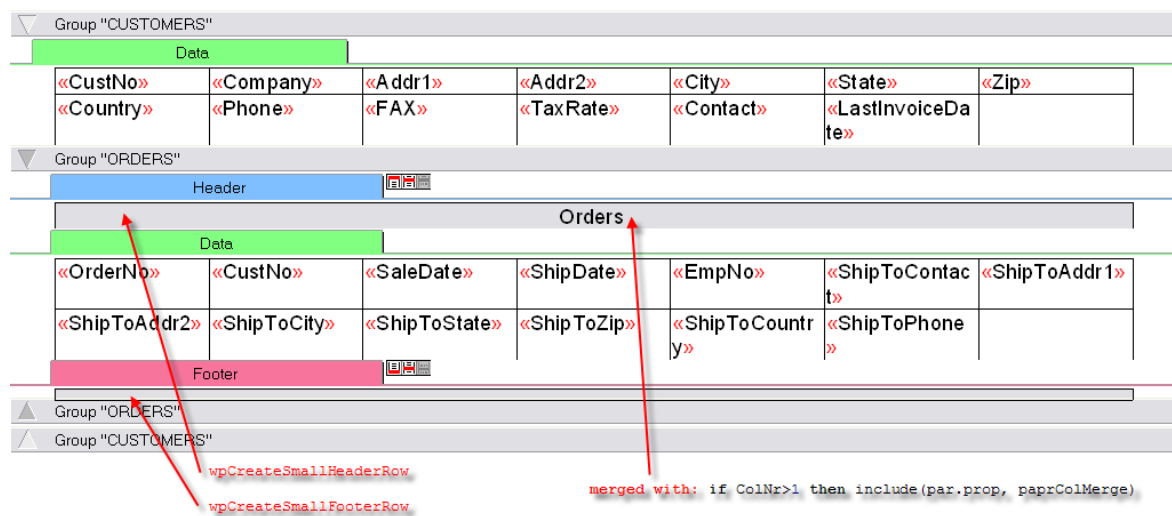 Group "CUSTOMERS"
Data
«CustNo» «Company» «Addr1» «Addr2» «City» «State» «Zip»
«Country» «Phone» «FAX» «TaxRate» «Contact» «LastInvoiceDa
te»
Group "ORDERS"
Header
Orders
Data
«OrderNo» «CustNo» «SaleDate» «ShipDate» «EmpNo» «ShipToContac «ShipToAddr1»
t»
«ShipToAddr2» «ShipToCity» «ShipToState» «ShipToZip» «ShipToCountr «ShipToPhone
y» »
Footer
Group "ORDERS"
Group "CUSTOMERS"
wpCreateSmallHeaderRow
merged with: if ColNr>1 then include(par.prop, paprColMerge)
wpCreateSmallFooterRow